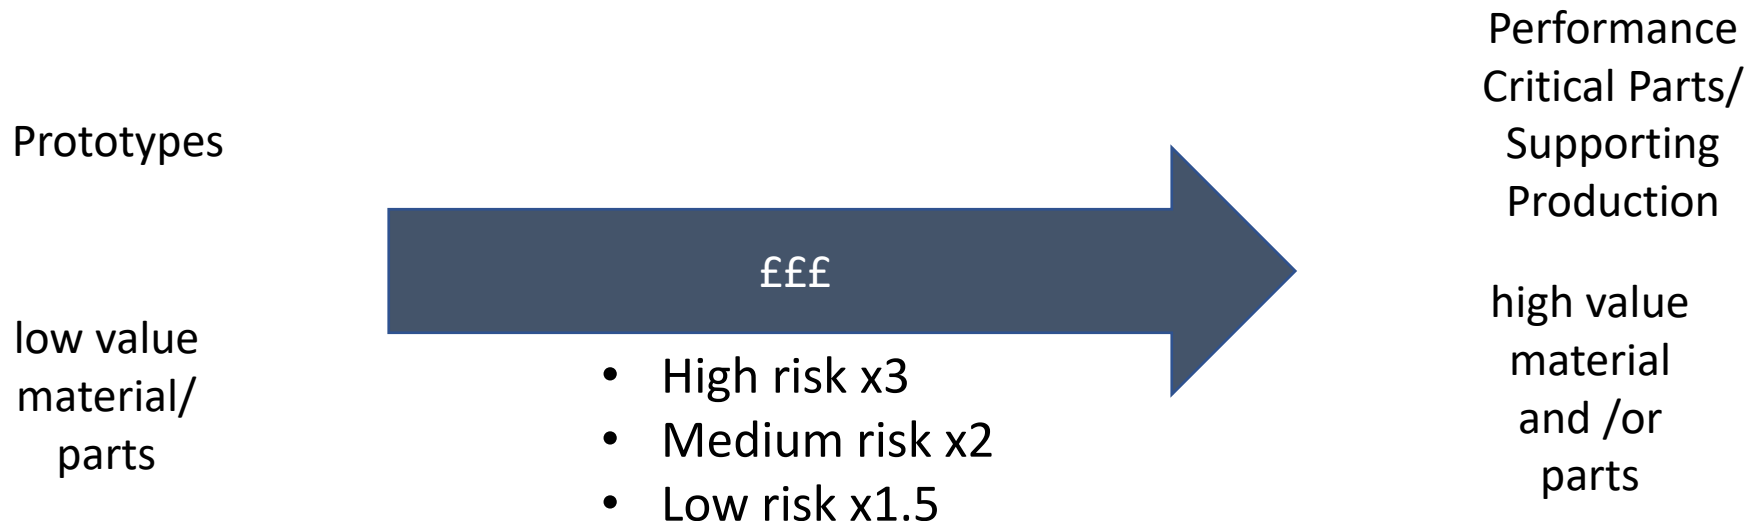 Prototypes
low value
material/
parts
£££
• High risk x3
• Medium risk x2
• Low risk x1.5
Performance
Critical Parts/
Supporting
Production
high value
material
and /or
parts